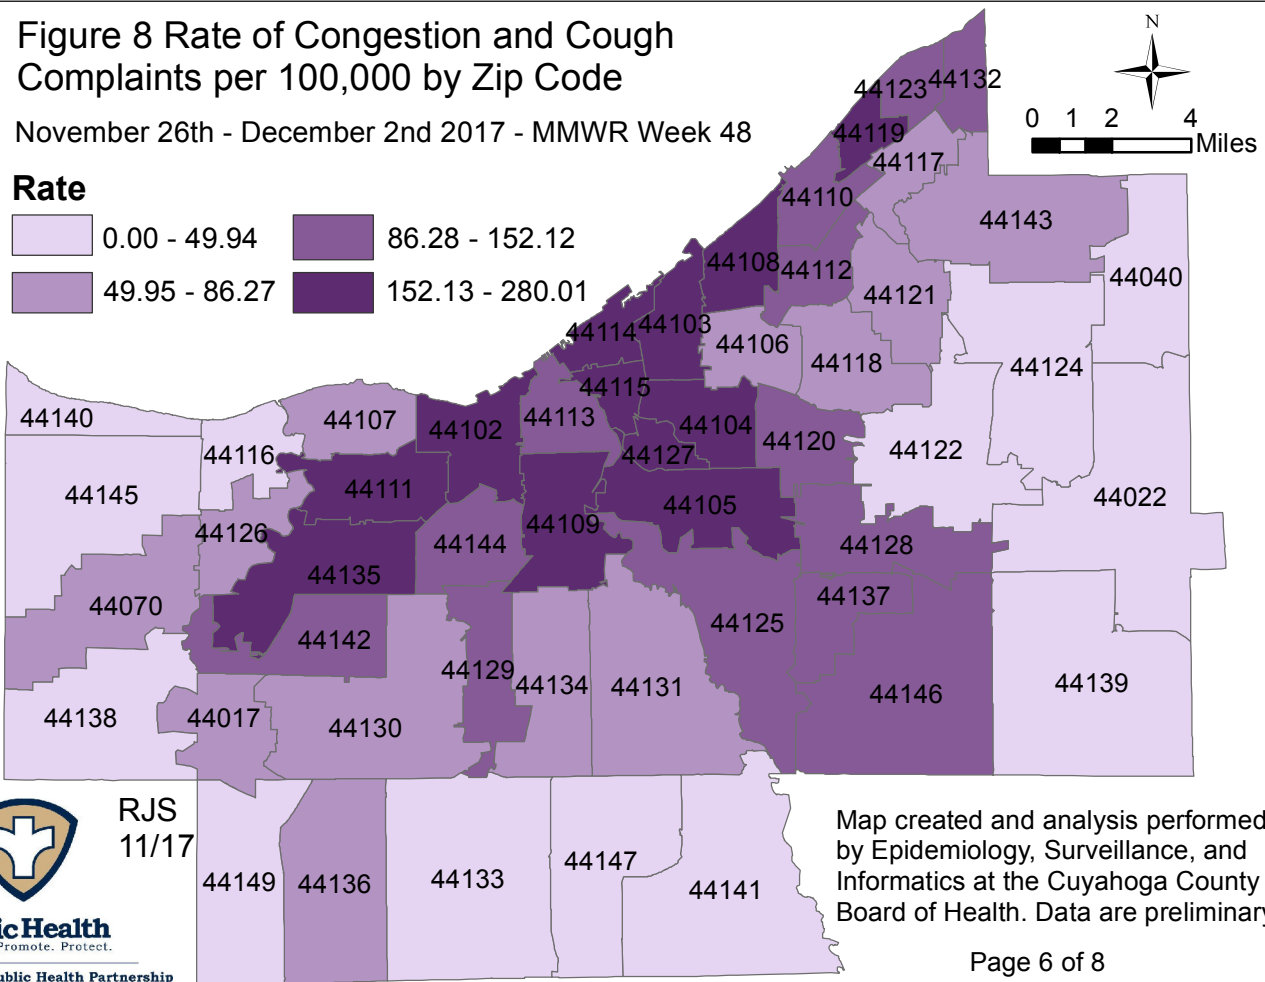 Figure 8 Rate of Congestion and Cough
Complaints per 100,000 by Zip Code
November 26th - December 2nd 2017 - MMWR Week 48
Rate
0.00 - 49.94
86.28 - 152.12
49.95 - 86.27
152.13 - 280.01
N
0 1 2 4
Miles
44123 44132
44119
44117
44110
44143
44108 44112
44040
44121
44114 44103
44106
44118
44124
44115
44140
44107
44102
44113
44104
44120
44116
44127
44122
44145
44111
44105
44022
44126
44109
44144
44128
44135
44070
44137
44142
44125
44129
44134
44131
44139
44146
44138
44017
44130
RJS
11/17
44149
44136
44133
44147
44141
Map created and analysis performed
by Epidemiology, Surveillance, and
Informatics at the Cuyahoga County
Board of Health. Data are preliminary
ic Health
Promote. Protect.
ublic Health Partnership
Page 6 of 8